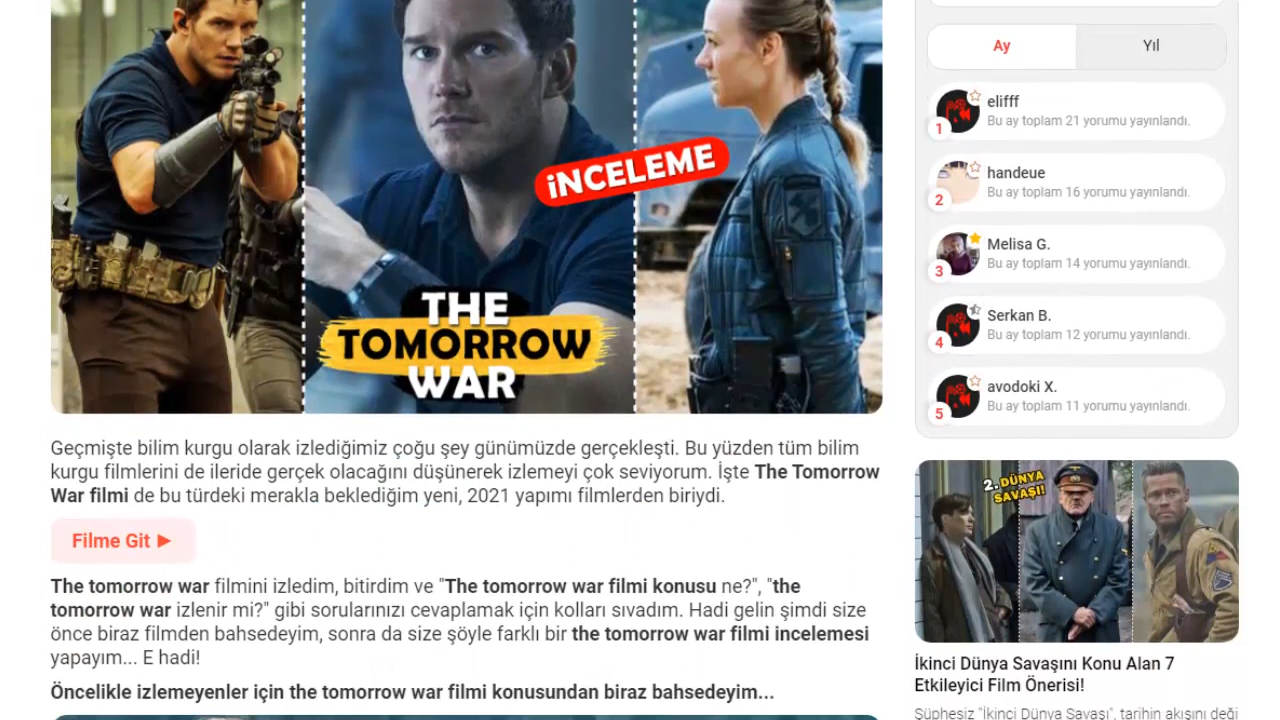 iNCELEME
THE
TOMORROW
WAR
Geçmişte bilim kurgu olarak izlediğimiz çoğu şey günümüzde gerçekleşti. Bu yüzden tüm bilim
kurgu filmlerini de ileride gerçek olacağını düşünerek izlemeyi çok seviyorum. İşte The Tomorrow
War filmi de bu türdeki merakla beklediğim yeni, 2021 yapımı filmlerden biriydi.
Filme Git ▶
The tomorrow war filmini izledim, bitirdim ve "The tomorrow war filmi konusu ne?", "the
tomorrow war izlenir mi?" gibi sorularınızı cevaplamak için kolları sıvadım. Hadi gelin şimdi size
önce biraz filmden bahsedeyim, sonra da size şöyle farklı bir the tomorrow war filmi incelemesi
yapayım... E hadi!
Öncelikle izlemeyenler için the tomorrow war filmi konusundan biraz bahsedeyim...
Ay
Yıl
elifff
1
Bu ay toplam 21 yorumu yayınlandı.
handeue
2
Bu ay toplam 16 yorumu yayınlandı.
Melisa G.
3
Bu ay toplam 14 yorumu yayınlandı.
Serkan B.
4
Bu ay toplam 12 yorumu yayınlandı.
avodoki X.
5
Bu ay toplam 11 yorumu yayınlandı.
2. DÜNYA
SAVAŞI!
İkinci Dünya Savaşını Konu Alan 7
Etkileyici Film Önerisi!
Şüphesiz "İkinci Dünya Savaşı", tarihin akışını deği